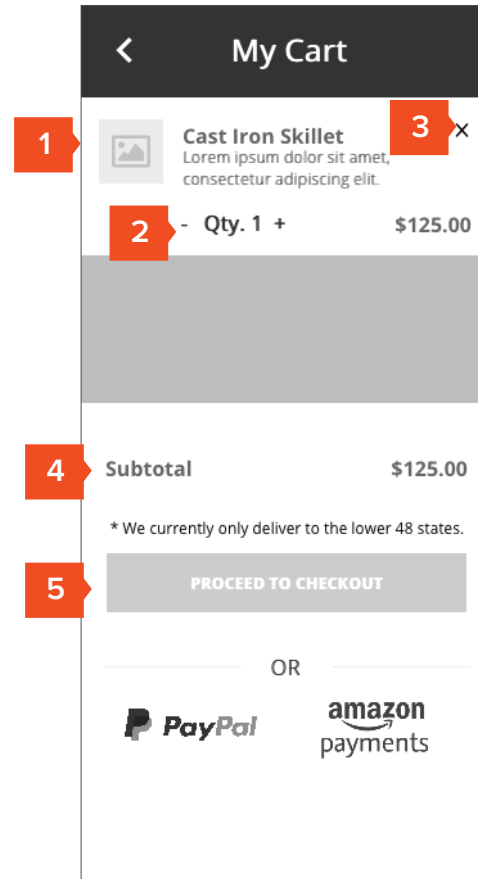 My Cart
1
3
Cast Iron Skillet
Lorem ipsum dolor sit amet,
consectetur adipiscing elit.
2
- Qty. 1 + $125.00
4
Subtotal $125.00
* We currently only deliver to the lower 48 states.
5
PROCEED TO CHECKOUT
OR
PayPal
amazon
payments